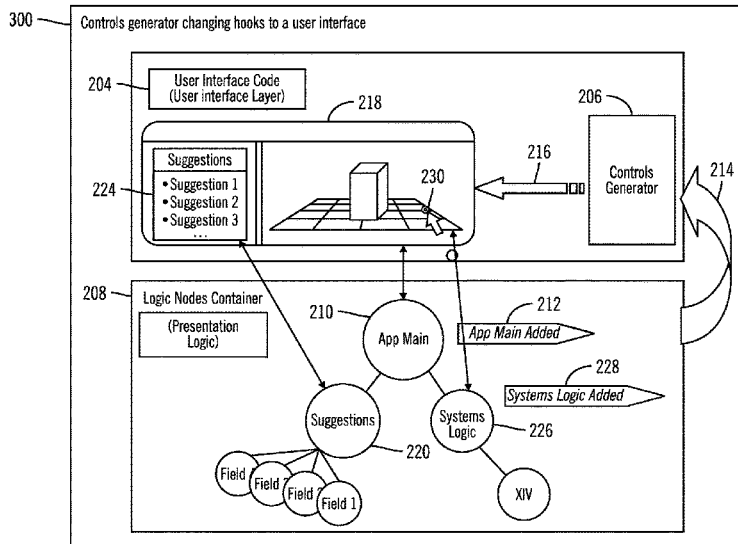 300
Controls generator changing hooks to a user interface
204
User Interface Code
(User interface Layer)
218
206
Suggestions
224
•Suggestion 1
•Suggestion 2
•Suggestion 3
...
230
216
Controls
Generator
214
208
Logic Nodes Container
(Presentation
Logic)
210
App Main
212
App Main Added
228
Systems Logic Added
Suggestions
220
Systems
Logic
226
Field
Field
Field
Field 1
XIV